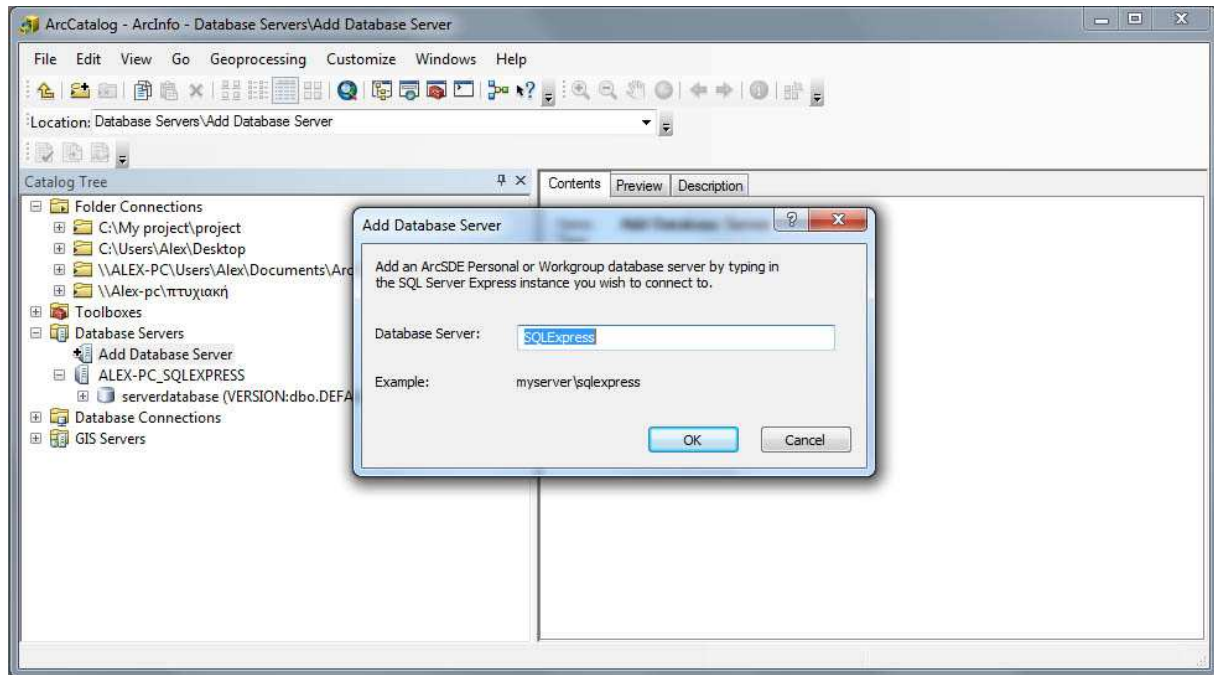 ArcCatalog - ArcInfo - Database Servers\Add Database Server
File Edit View Go Geoprocessing Customize Windows Help
Location: Database Servers\Add Database Server
Catalog Tree
Contents Preview Description
Folder Connections
C:\My project\project
C:\Users\Alex\Desktop
\\ALEX-PC\Users\Alex\Documents\Arc
\\Alex-pc\πτυχιακή
Toolboxes
Database Servers
Add Database Server
ALEX-PC_SQLEXPRESS
serverdatabase (VERSION:dbo.DEFA
Database Connections
GIS Servers
Add Database Server
Add an ArcSDE Personal or Workgroup database server by typing in
the SQL Server Express instance you wish to connect to.
Database Server: SQLExpress
Example: myserver\sqlexpress
OK Cancel